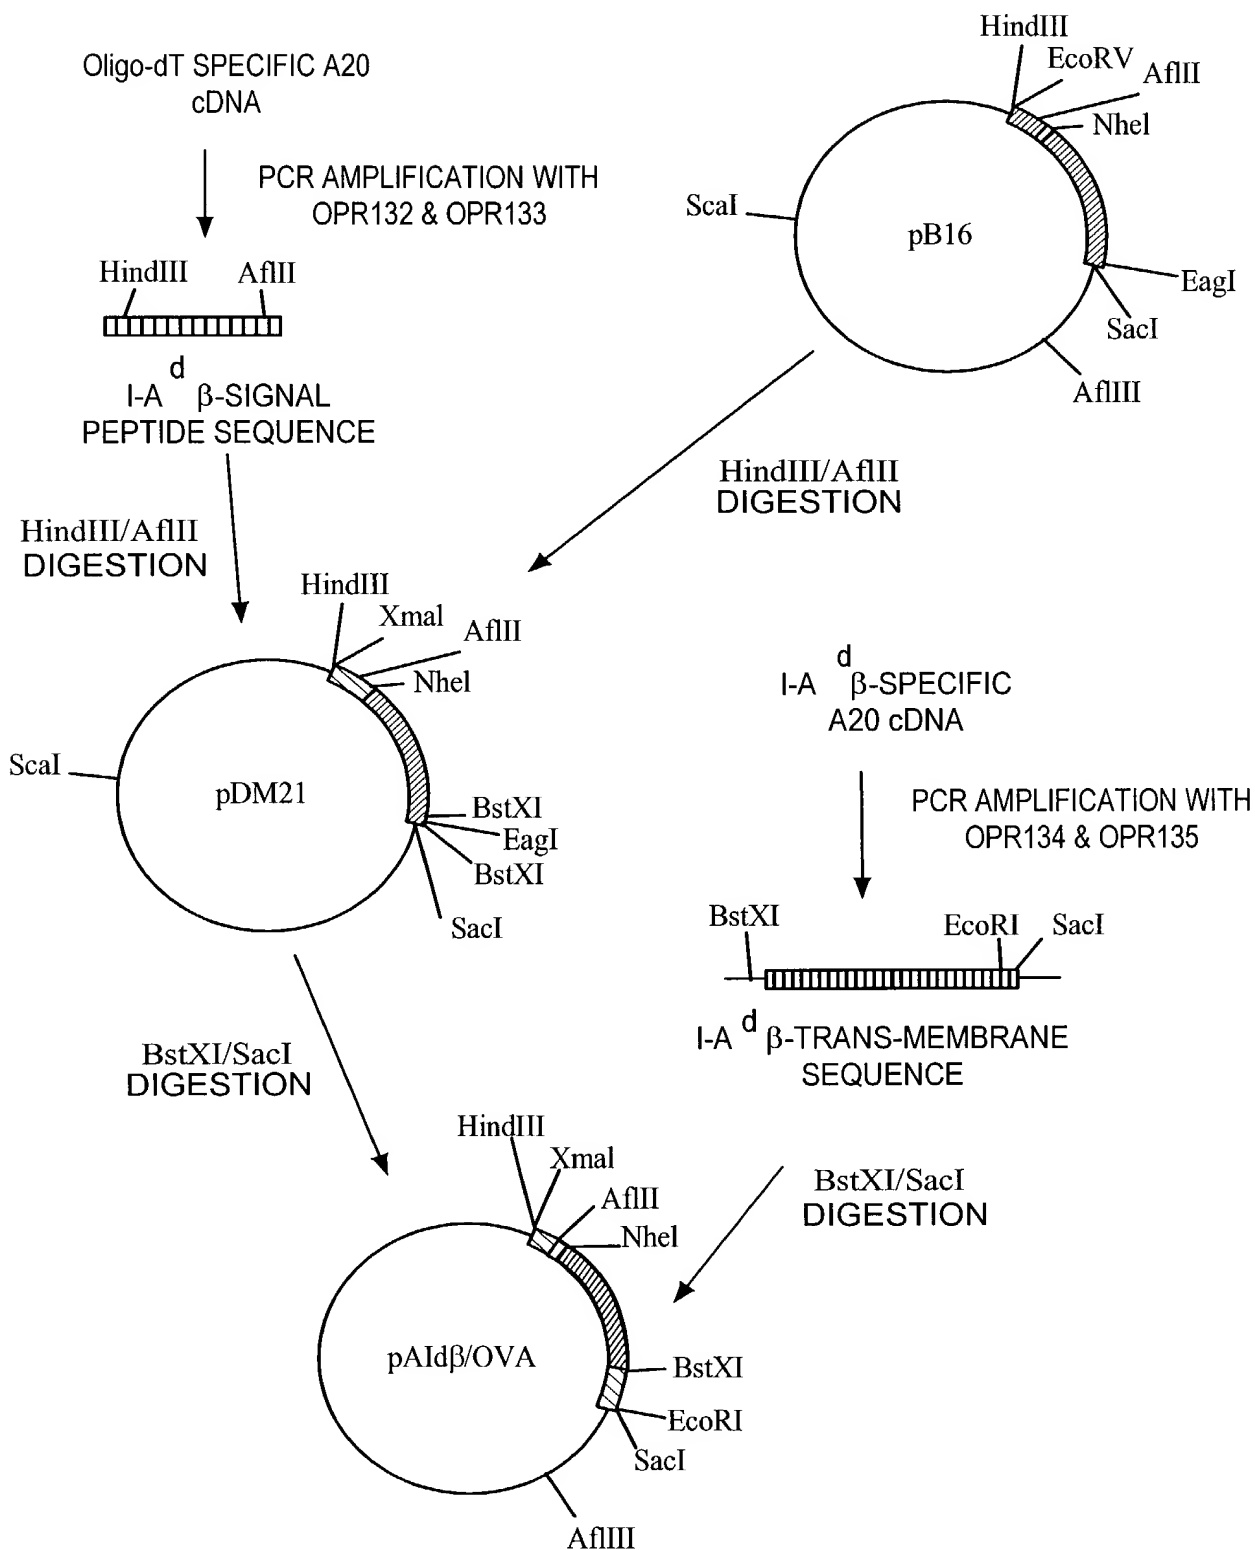 Oligo-dT SPECIFIC A20
cDNA
PCR AMPLIFICATION WITH
OPR132 & OPR133
HindIII
AflII
I-A d β-SIGNAL
PEPTIDE SEQUENCE
HindIII/AflII
DIGESTION
HindIII
EcoRV
AflII
NheI
ScaI
pB16
EagI
SacI
AflIII
HindIII/AflII
DIGESTION
HindIII
XmaI
AflII
NheI
ScaI
pDM21
BstXI
EagI
BstXI
SacI
I-A d β-SPECIFIC
A20 cDNA
PCR AMPLIFICATION WITH
OPR134 & OPR135
BstXI
EcoRI
SacI
I-A d β-TRANS-MEMBRANE
SEQUENCE
BstXI/SacI
DIGESTION
BstXI/SacI
DIGESTION
HindIII
XmaI
AflII
NheI
pAIdβ/OVA
BstXI
EcoRI
SacI
AflIII